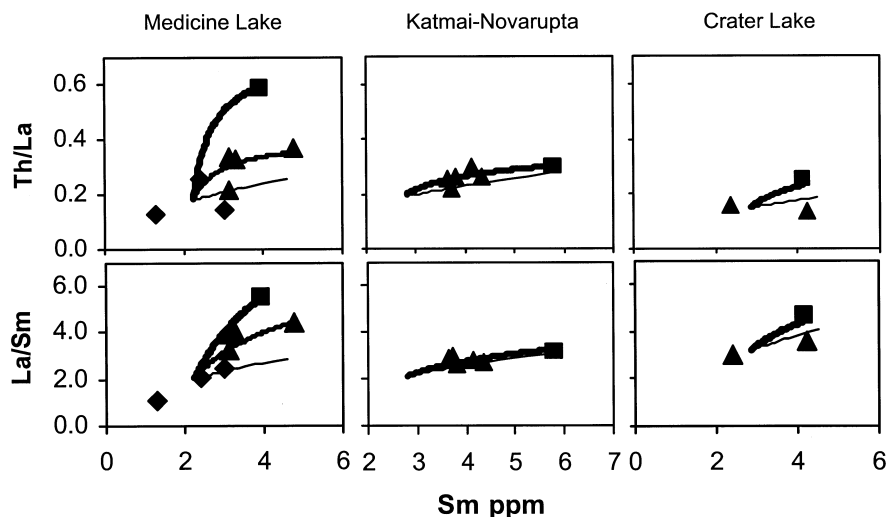 Medicine Lake
Katmai-Novarupta
Crater Lake
Th/La
0.6
0.4
0.2
0.0
La/Sm
6.0
4.0
2.0
0.0
0 2 4 6
2 3 4 5 6 7
0 2 4 6
Sm ppm